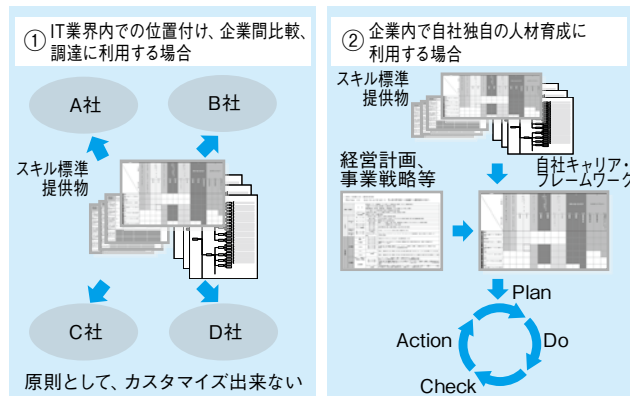 ① IT業界内での位置付け、企業間比較、
調達に利用する場合
A社
B社
スキル標準
提供物
C社
D社
原則として、カスタマイズ出来ない
② 企業内で自社独自の人材育成に
利用する場合
スキル標準
提供物
経営計画、
事業戦略等
自社キャリア・
フレームワーク
Plan
Do
Check
Action